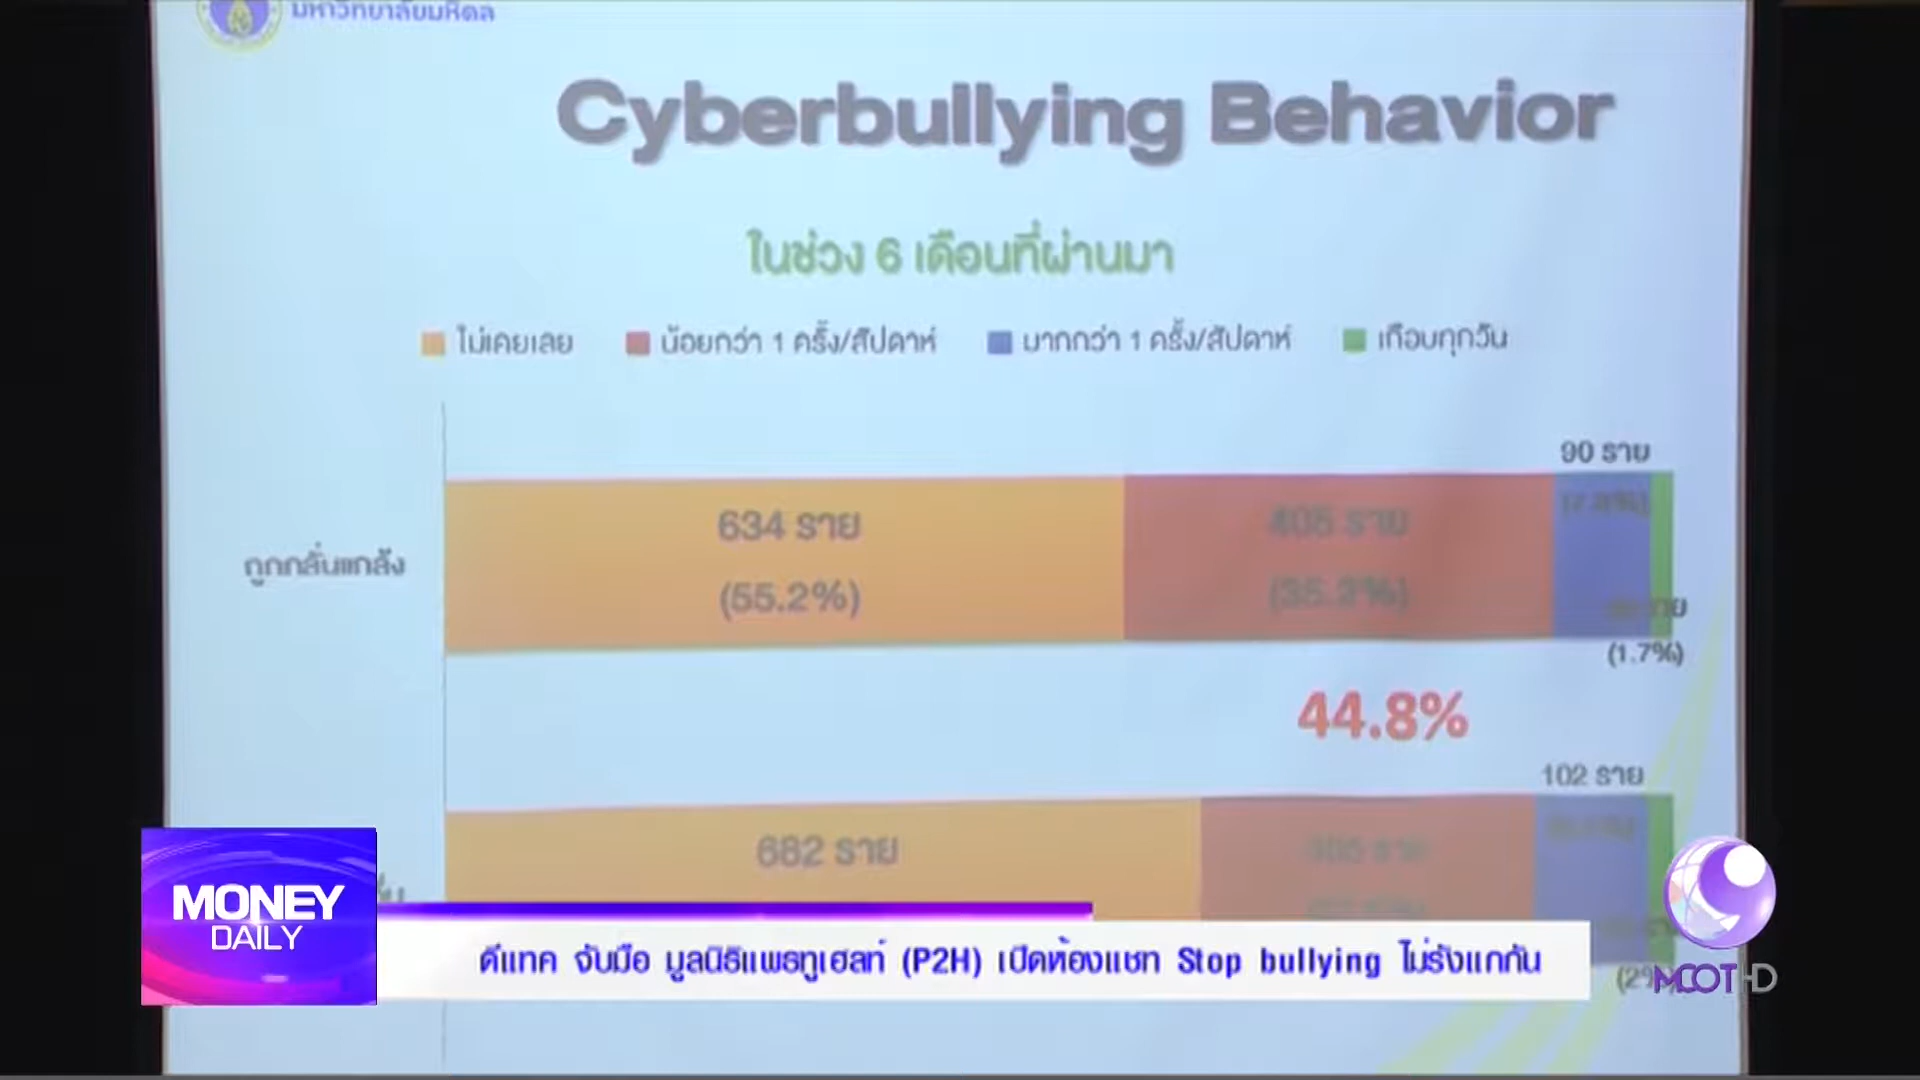 มหาวิทยาลัยมหิดล
Cyberbullying Behavior
ในช่วง 6 เดือนที่ผ่านมา
ไม่เคยเลย น้อยกว่า 1 ครั้ง/สัปดาห์ มากกว่า 1 ครั้ง/สัปดาห์ เกือบทุกวัน
90 ราย
634 ราย 405 ราย
ถูกกลั่นแกล้ง
(55.2%) (35.3%)
(1.7%)
44.8%
102 ราย
682 ราย
MONEY
DAILY
ดีแทค จับมือ มูลนิธิแพธทูเฮลท์ (P2H) เปิดห้องแชท Stop bullying ไม่รังแกกัน
MCOT HD